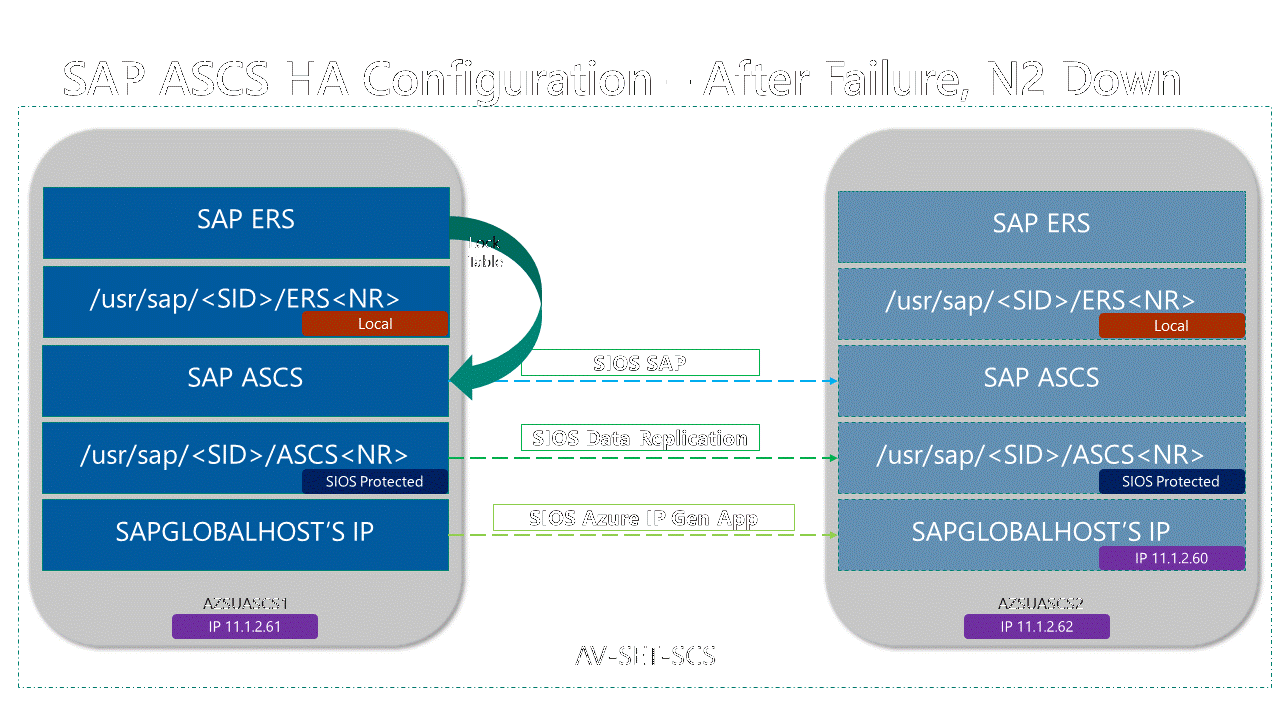 SAP ASCS HA Configuration – After Failure, N2 Down
SAP ERS
/usr/sap/<SID>/ERS<NR>
Local
SAP ASCS
/usr/sap/<SID>/ASCS<NR>
SIOS Protected
SAPGLOBALHOST'S IP
AZSUASCS1
IP 11.1.2.61
Lock
Table
SIOS SAP
SIOS Data Replication
SIOS Azure IP Gen App
SAP ERS
/usr/sap/<SID>/ERS<NR>
Local
SAP ASCS
/usr/sap/<SID>/ASCS<NR>
SIOS Protected
SAPGLOBALHOST'S IP
IP 11.1.2.60
AZSUASCS2
IP 11.1.2.62
AV-SET-SCS